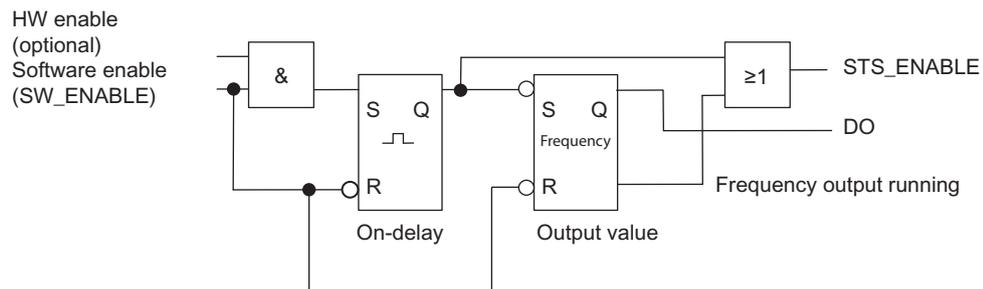 HW enable
(optional)
Software enable
(SW_ENABLE)
&
≥1
STS_ENABLE
S Q
S Q
Frequency
DO
R
R
Frequency output running
On-delay
Output value